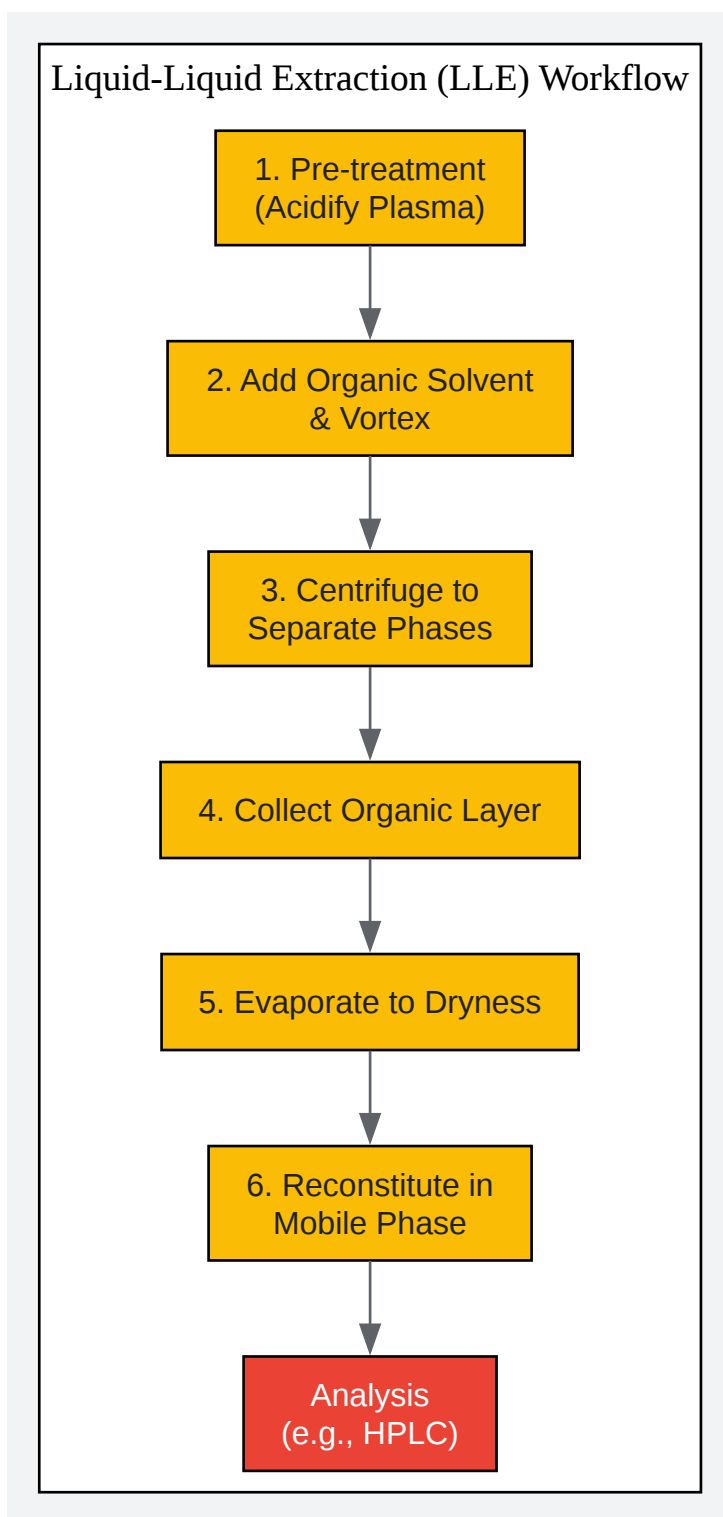 Liquid-Liquid Extraction (LLE) Workflow
1. Pre-treatment
(Acidify Plasma)
2. Add Organic Solvent
& Vortex
3. Centrifuge to
Separate Phases
4. Collect Organic Layer
5. Evaporate to Dryness
6. Reconstitute in
Mobile Phase
Analysis
(e.g., HPLC)